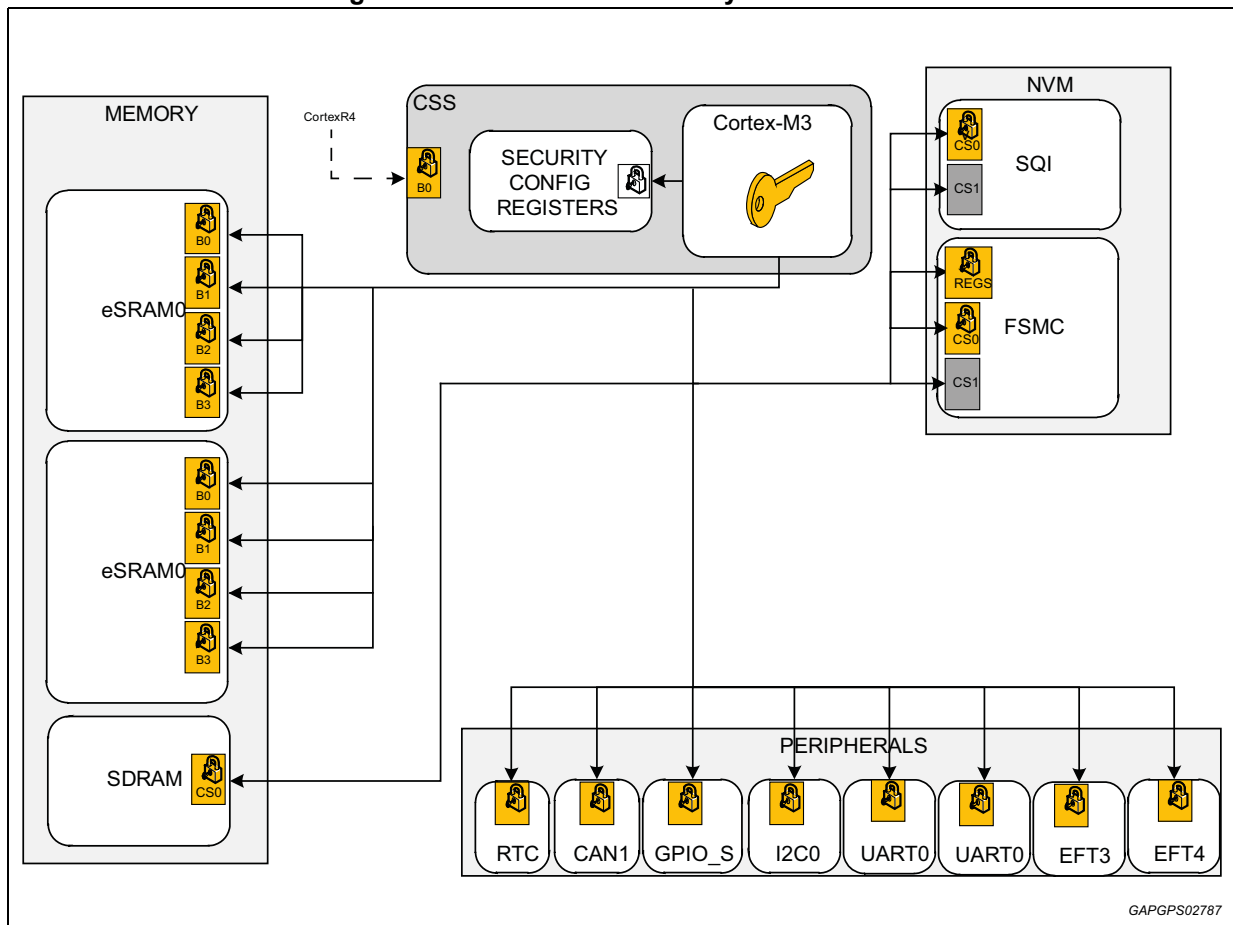 MEMORY
eSRAM0
B0
B1
B2
B3
eSRAM0
B0
B1
B2
B3
SDRAM
CS0
CortexR4
CSS
B0
SECURITY
CONFIG
REGISTERS
Cortex-M3
NVM
CS0
SQI
CS1
REGS
CS0
FSMC
CS1
PERIPHERALS
RTC
CAN1
GPIO_S
I2C0
UART0
UART0
EFT3
EFT4
GAPGPS02787